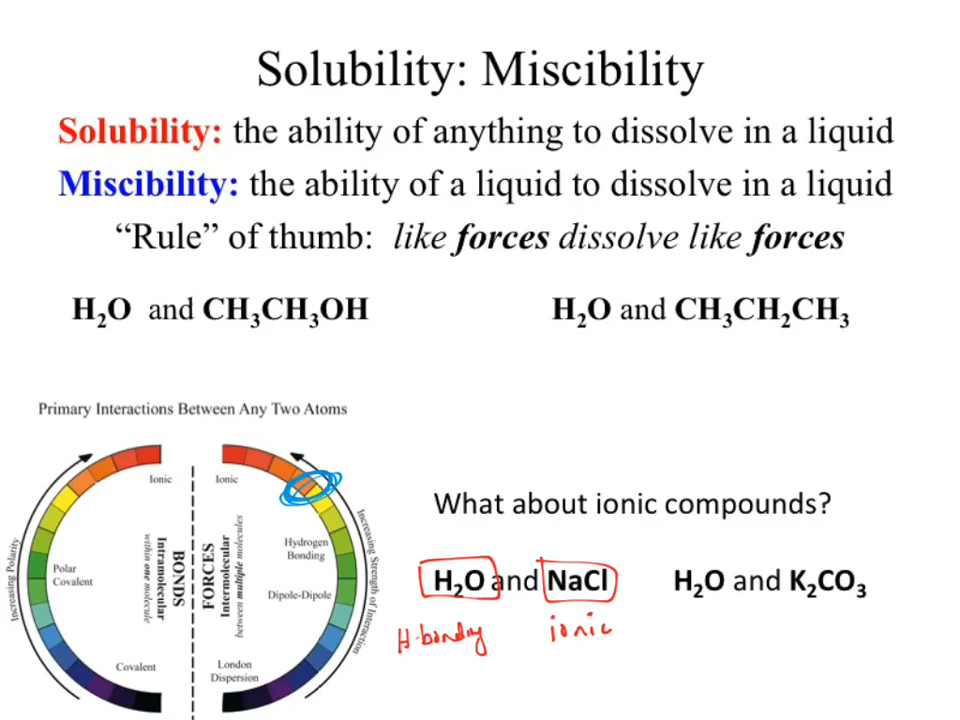 Solubility: Miscibility
Solubility: the ability of anything to dissolve in a liquid
Miscibility: the ability of a liquid to dissolve in a liquid
“Rule” of thumb: like forces dissolve like forces
H₂O and CH₃CH₃OH
H₂O and CH₃CH₂CH₃
Primary Interactions Between Any Two Atoms
Increasing Polarity
Ionic
Polar
Covalent
Covalent
BONDS
Intramolecular
within one molecule
FORCES
Intermolecular
between multiple molecules
Ionic
Hydrogen
Bonding
Dipole-Dipole
London
Dispersion
Increasing Strength of Interaction
What about ionic compounds?
H₂O and NaCl
H₂O and K₂CO₃
H-bonding
ionic